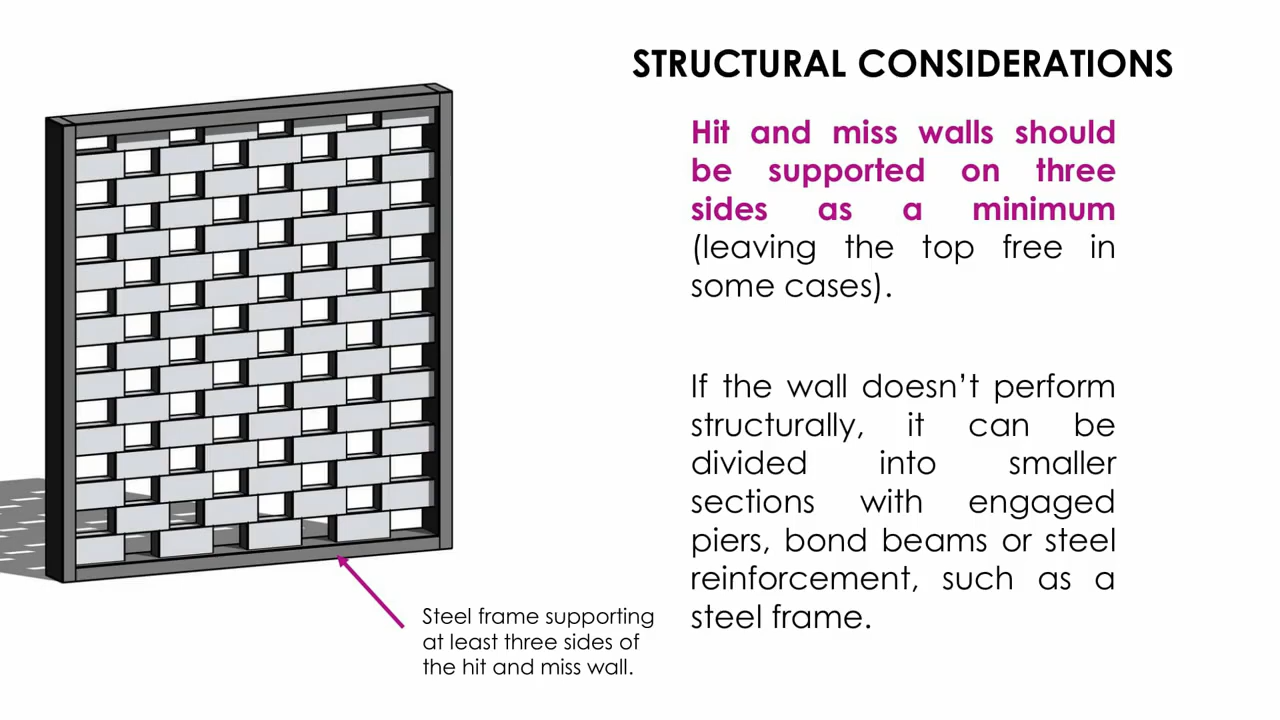 STRUCTURAL CONSIDERATIONS
Hit and miss walls should
be supported on three
sides as a minimum
(leaving the top free in
some cases).
If the wall doesn’t perform
structurally, it can be
divided into smaller
sections with engaged
piers, bond beams or steel
reinforcement, such as a
steel frame.
Steel frame supporting
at least three sides of
the hit and miss wall.